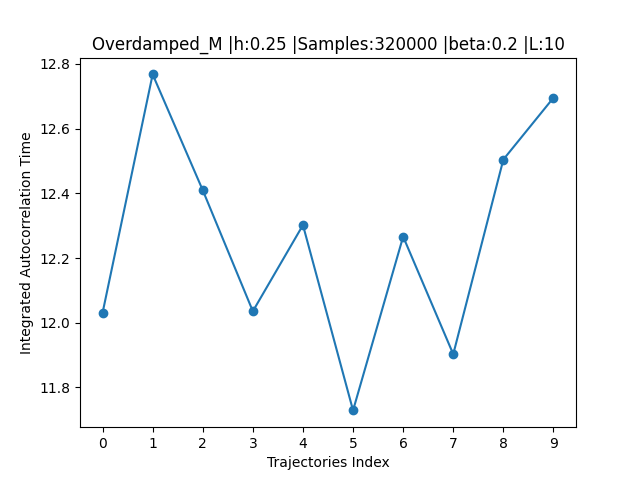 Overdamped_M |h:0.25 |Samples:320000 |beta:0.2 |L:10
12.8
12.6
12.4
12.2
12.0
11.8
Integrated Autocorrelation Time
0 1 2 3 4 5 6 7 8 9
Trajectories Index